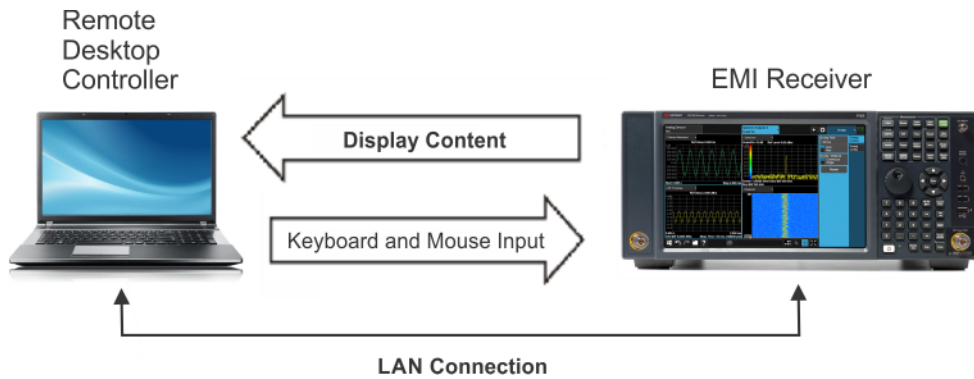 Remote
Desktop
Controller
EMI Receiver
Display Content
Keyboard and Mouse Input
LAN Connection